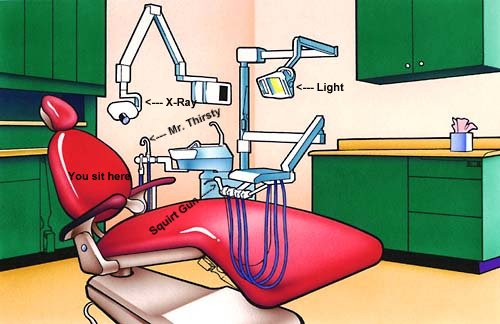 <--- Light
<--- X-Ray
<--- Mr. Thirsty
You sit here
Squirt Gun